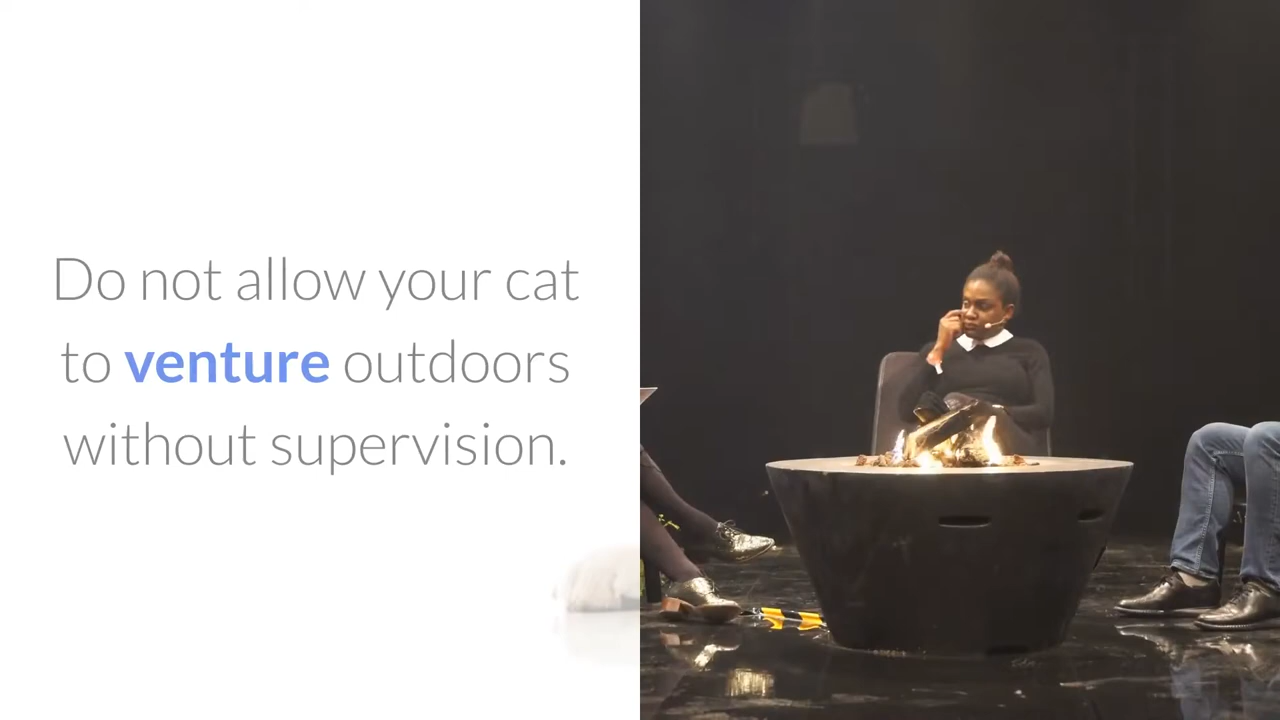 Do not allow your cat
to venture outdoors
without supervision.